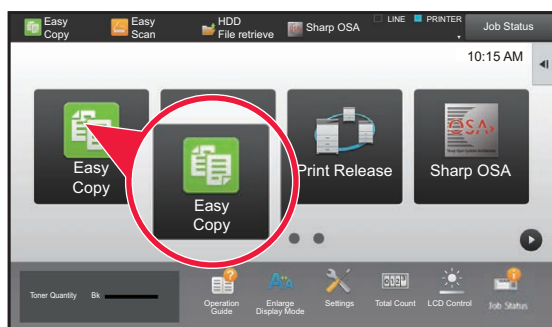 Easy
Copy
Easy
Scan
HDD
File retrieve
Sharp OSA
LINE
PRINTER
Job Status
10:15 AM
Easy
Copy
Easy
Copy
Print Release
Sharp OSA
Toner Quantity Bk
Operation
Guide
Enlarge
Display Mode
Settings
Total Count
LCD Control
Job Status